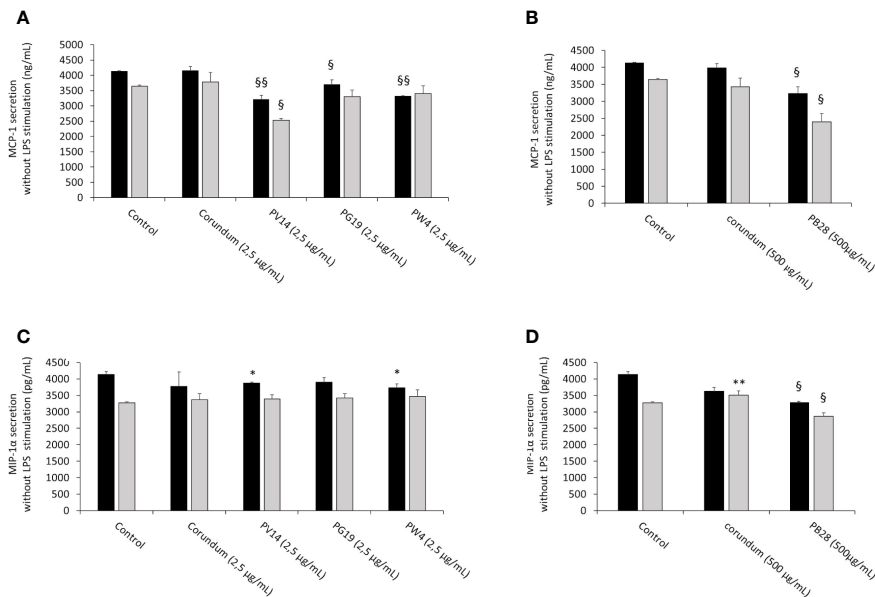 A
MCP-1 secretion
without LPS stimulation (ng/mL)
5000
4500
4000
3500
3000
2500
2000
1500
1000
500
0
§§
§
§
§§
Control
Corundum (2,5 µg/mL)
PV14 (2,5 µg/mL)
PG19 (2,5 µg/mL)
PW4 (2,5 µg/mL)
B
MCP-1 secretion
without LPS stimulation (ng/mL)
4500
4000
3500
3000
2500
2000
1500
1000
500
0
§
§
Control
corundum (500 µg/mL)
PB28 (500µg/mL)
C
MIP-1α secretion
without LPS stimulation (pg/mL)
4500
4000
3500
3000
2500
2000
1500
1000
500
0
*
*
Control
Corundum (2,5 µg/mL)
PV14 (2,5 µg/mL)
PG19 (2,5 µg/mL)
PW4 (2,5 µg/mL)
D
MIP-1α secretion
without LPS stimulation (pg/mL)
4500
4000
3500
3000
2500
2000
1500
1000
500
0
**
§
§
Control
corundum (500 µg/mL)
PB28 (500µg/mL)